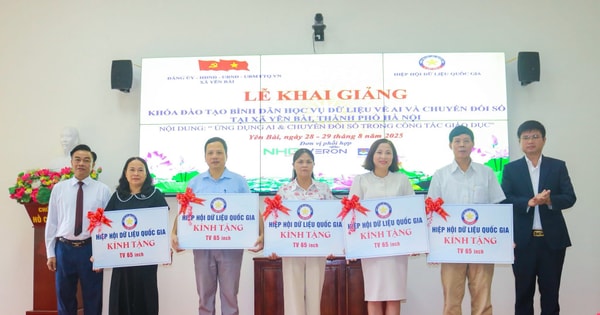 ĐẢNG ỦY - HĐND - UBND - UBMTTQVN
XÃ YÊN BÀI
HIỆP HỘI DỮ LIỆU QUỐC GIA
LỄ KHAI GIẢNG
KHÓA ĐÀO TẠO BÌNH DÂN HỌC VỤ DỮ LIỆU VỀ AI VÀ CHUYỂN ĐỔI SỐ
TẠI XÃ YÊN BÀI, THÀNH PHỐ HÀ NỘI
NỘI DUNG: "ỨNG DỤNG AI & CHUYỂN ĐỔI SỐ TRONG CÔNG TÁC GIÁO DỤC"
Yên Bài, ngày 28 - 29 tháng 8 năm 2025
Đơn vị phối hợp
HIỆP HỘI DỮ LIỆU QUỐC GIA
KÍNH TẶNG
TV 65 inch
HIỆP HỘI DỮ LIỆU QUỐC GIA
KÍNH TẶNG
TV 65 inch
HIỆP HỘI DỮ LIỆU QUỐC GIA
KÍNH TẶNG
TV 65 inch
HIỆP HỘI DỮ LIỆU QUỐC GIA
KÍNH TẶNG
TV 65 inch
HIỆP HỘI DỮ LIỆU QUỐC GIA
KÍNH TẶNG
TV 65 inch